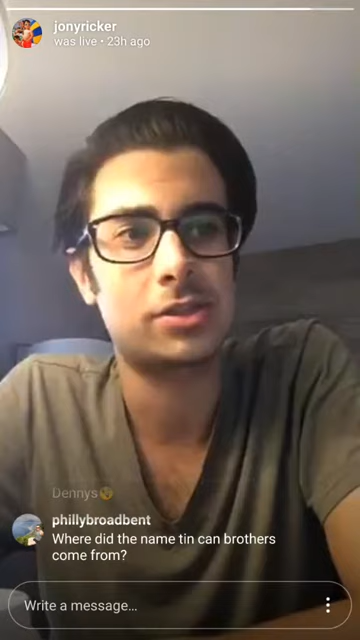 jonyricker
was live • 23h ago
Dennys😘
phillybroadbent
Where did the name tin can brothers
come from?
Write a message...